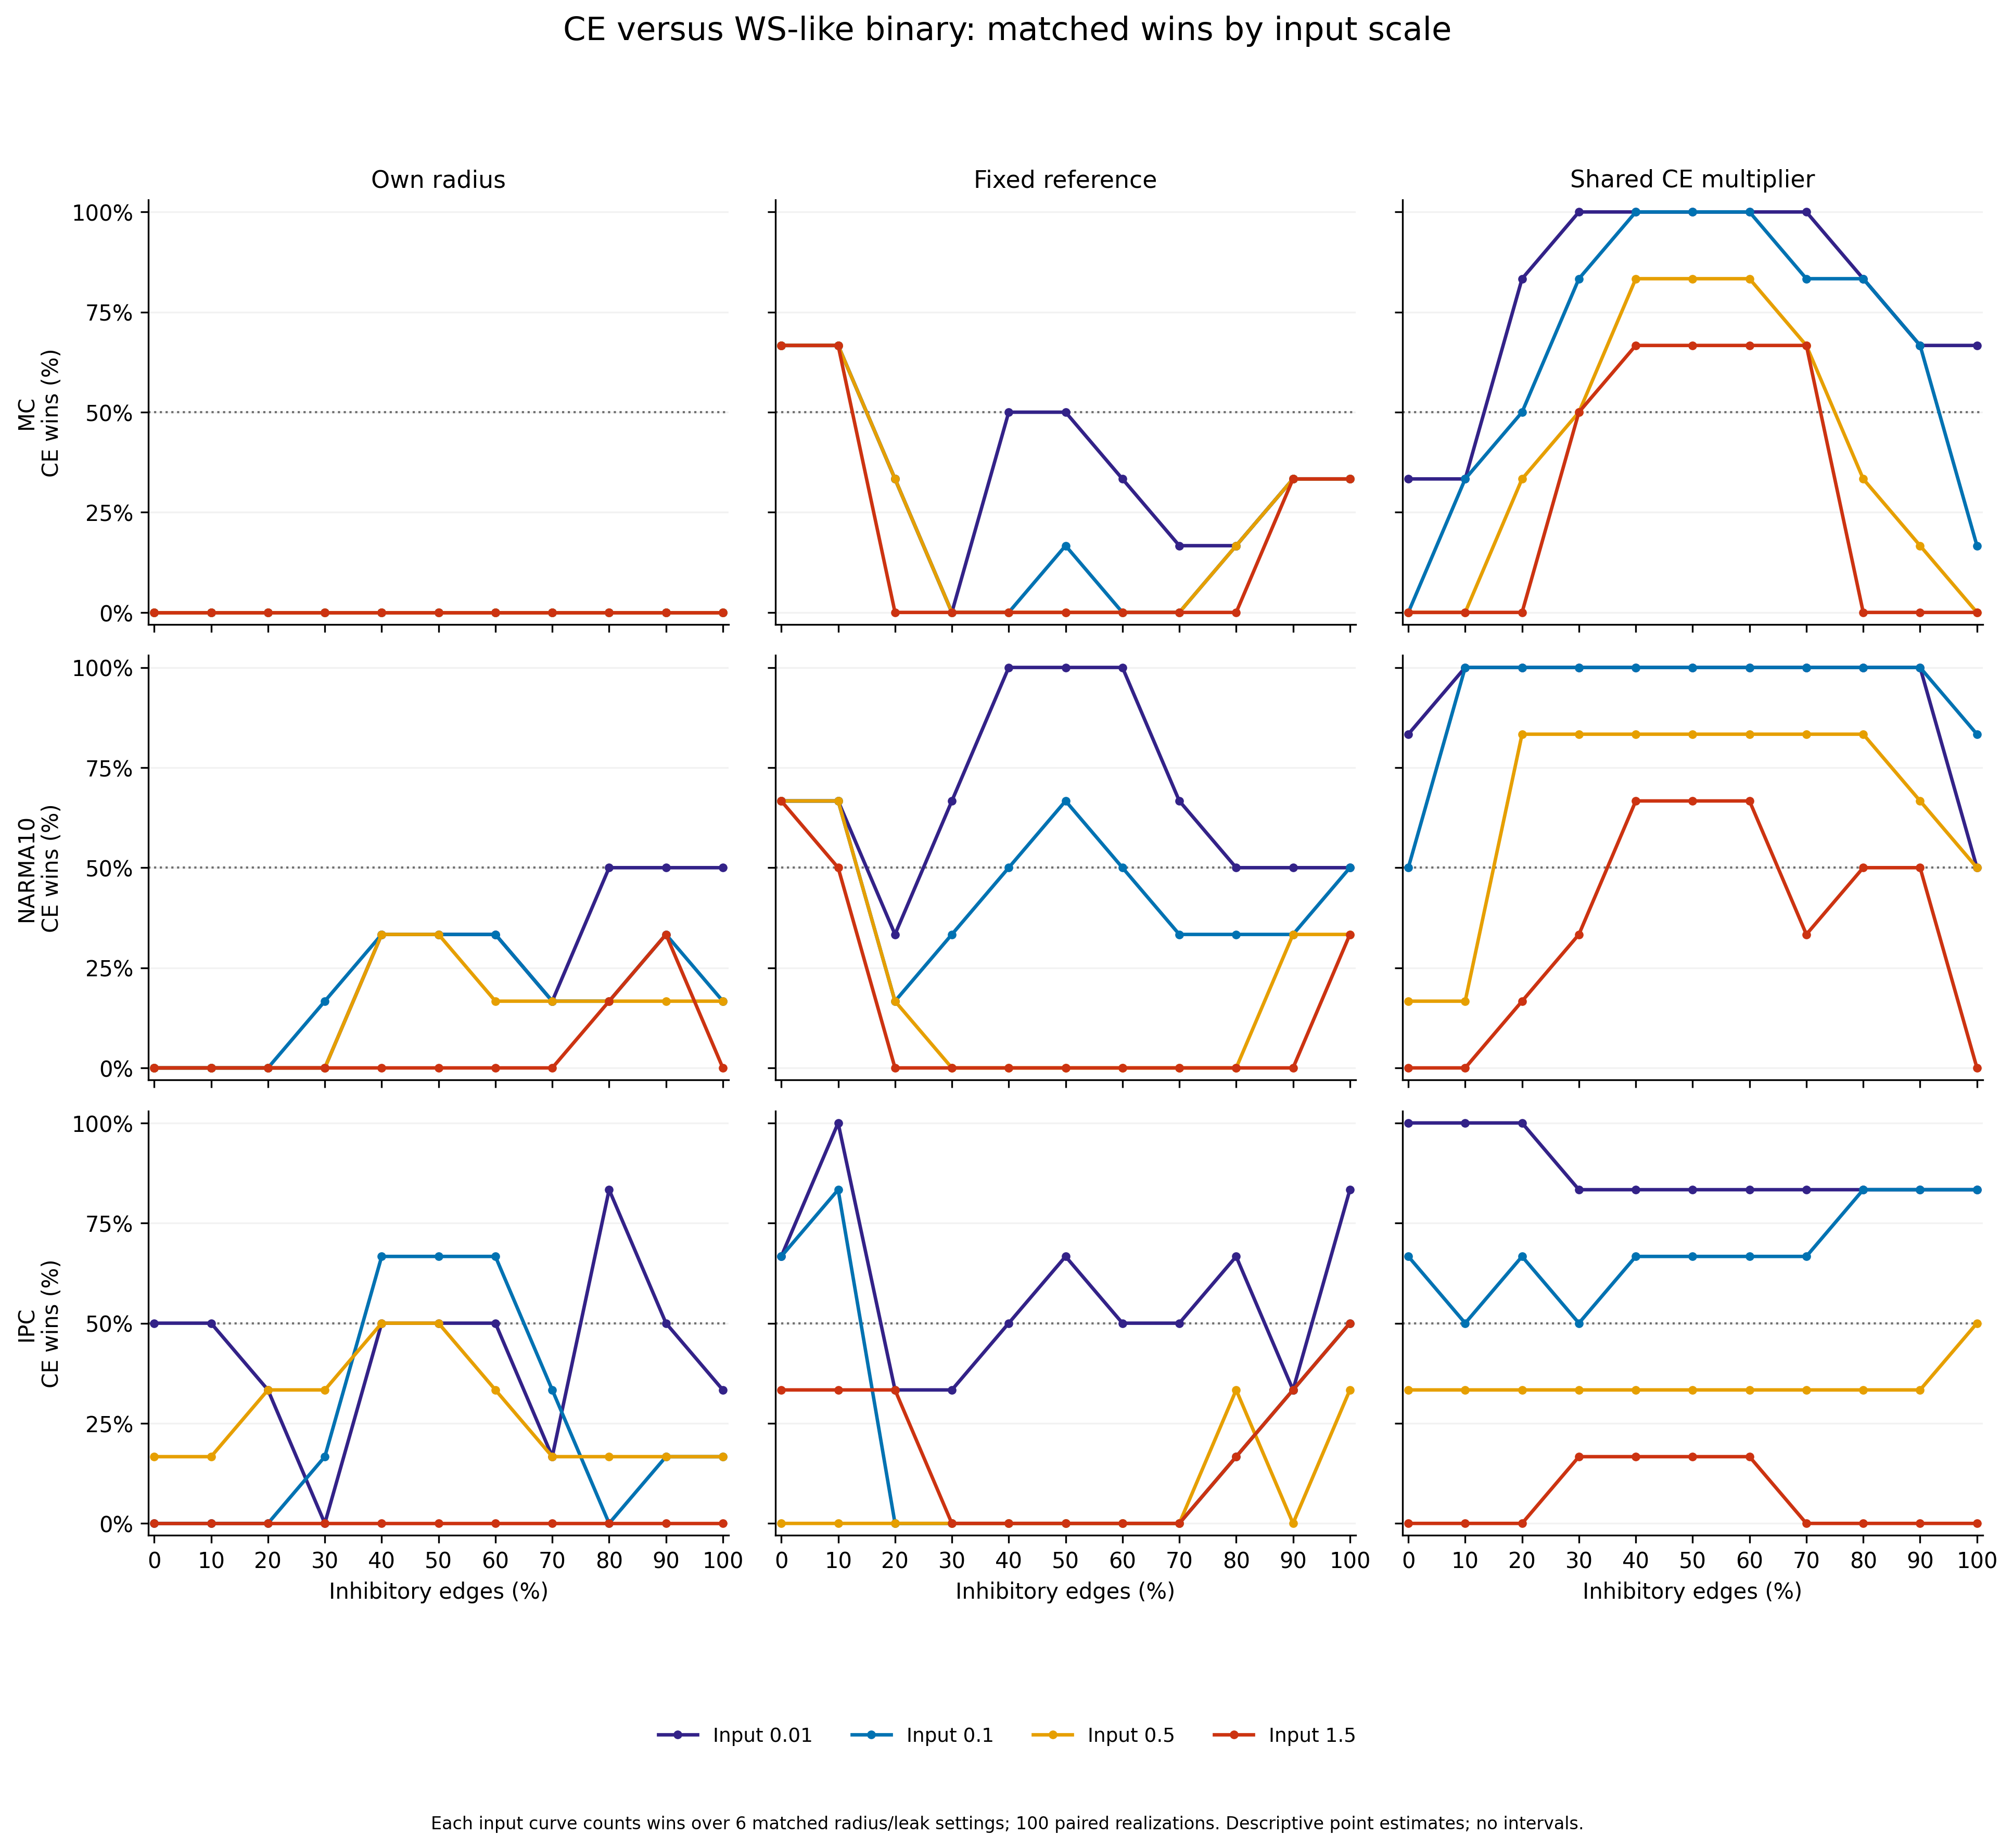 CE versus WS-like binary: matched wins by input scale
Own radius
Fixed reference
Shared CE multiplier
MC
CE wins (%)
100%
75%
50%
25%
0%
NARMA10
CE wins (%)
100%
75%
50%
25%
0%
IPC
CE wins (%)
100%
75%
50%
25%
0%
0 10 20 30 40 50 60 70 80 90 100
0 10 20 30 40 50 60 70 80 90 100
0 10 20 30 40 50 60 70 80 90 100
Inhibitory edges (%)
Inhibitory edges (%)
Inhibitory edges (%)
Input 0.01
Input 0.1
Input 0.5
Input 1.5
Each input curve counts wins over 6 matched radius/leak settings; 100 paired realizations. Descriptive point estimates; no intervals.